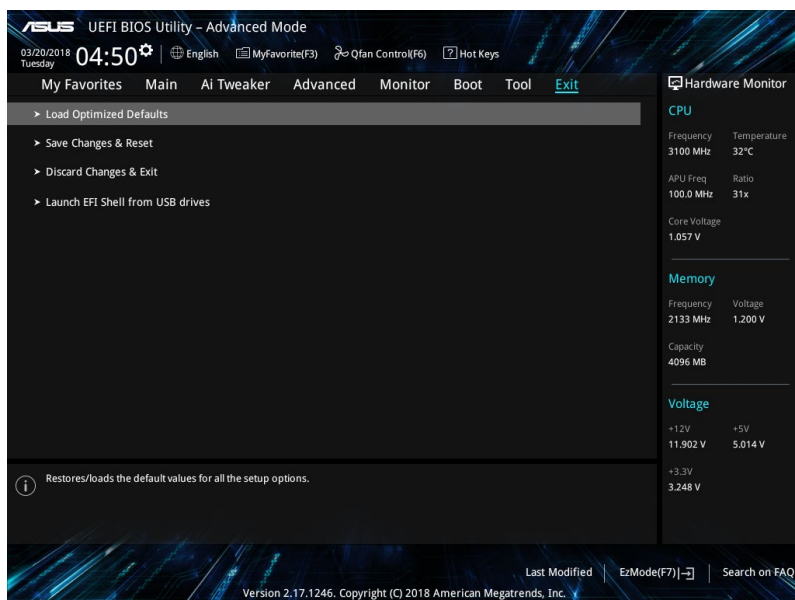 ASUS UEFI BIOS Utility – Advanced Mode
03/20/2018 Tuesday 04:50 English MyFavorite(F3) Qfan Control(F6) ? Hot Keys
My Favorites Main Ai Tweaker Advanced Monitor Boot Tool Exit
Load Optimized Defaults
Save Changes & Reset
Discard Changes & Exit
Launch EFI Shell from USB drives
Restores/loads the default values for all the setup options.
Hardware Monitor
CPU
Frequency Temperature
3100 MHz 32°C
APU Freq Ratio
100.0 MHz 31x
Core Voltage
1.057 V
Memory
Frequency Voltage
2133 MHz 1.200 V
Capacity
4096 MB
Voltage
+12V +5V
11.902 V 5.014 V
+3.3V
3.248 V
Last Modified EzMode(F7) Search on FAQ
Version 2.17.1246. Copyright (C) 2018 American Megatrends, Inc.